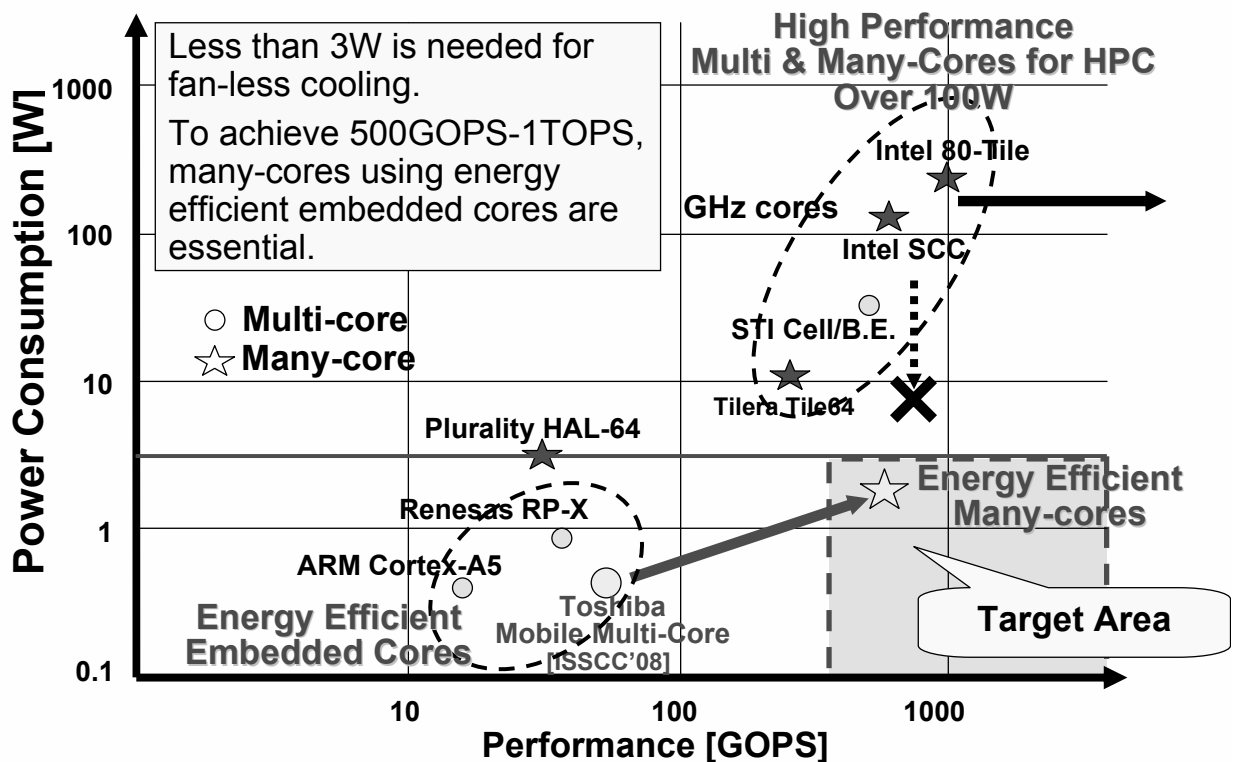 Less than 3W is needed for
fan-less cooling.
To achieve 500GOPS-1TOPS,
many-cores using energy
efficient embedded cores are
essential.
High Performance
Multi & Many-Cores for HPC
Over 100W
Power Consumption [W]
1000
100
10
1
0.1
Intel 80-Tile
GHz cores
Intel SCC
Multi-core
Many-core
STI Cell/B.E.
Tilera Tile64
Plurality HAL-64
Renesas RP-X
Energy Efficient
Many-cores
ARM Cortex-A5
Energy Efficient
Embedded Cores
Toshiba
Mobile Multi-Core
[ISSCC'08]
Target Area
10
100
1000
Performance [GOPS]